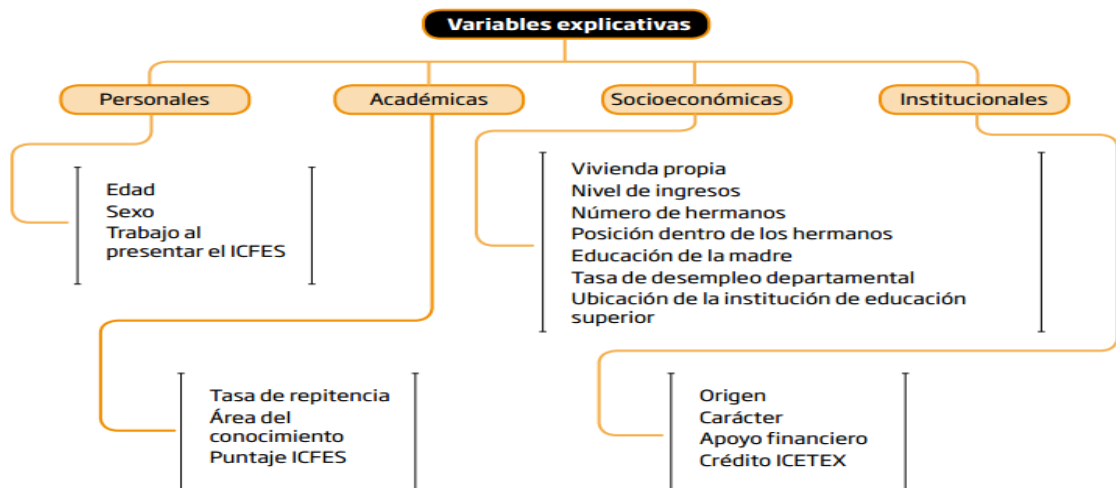 Variables explicativas
Personales
Académicas
Socioeconómicas
Institucionales
Edad
Sexo
Trabajo al
presentar el ICFES
Vivienda propia
Nivel de ingresos
Número de hermanos
Posición dentro de los hermanos
Educación de la madre
Tasa de desempleo departamental
Ubicación de la institución de educación
superior
Tasa de repitencia
Área del
conocimiento
Puntaje ICFES
Origen
Carácter
Apoyo financiero
Crédito ICETEX